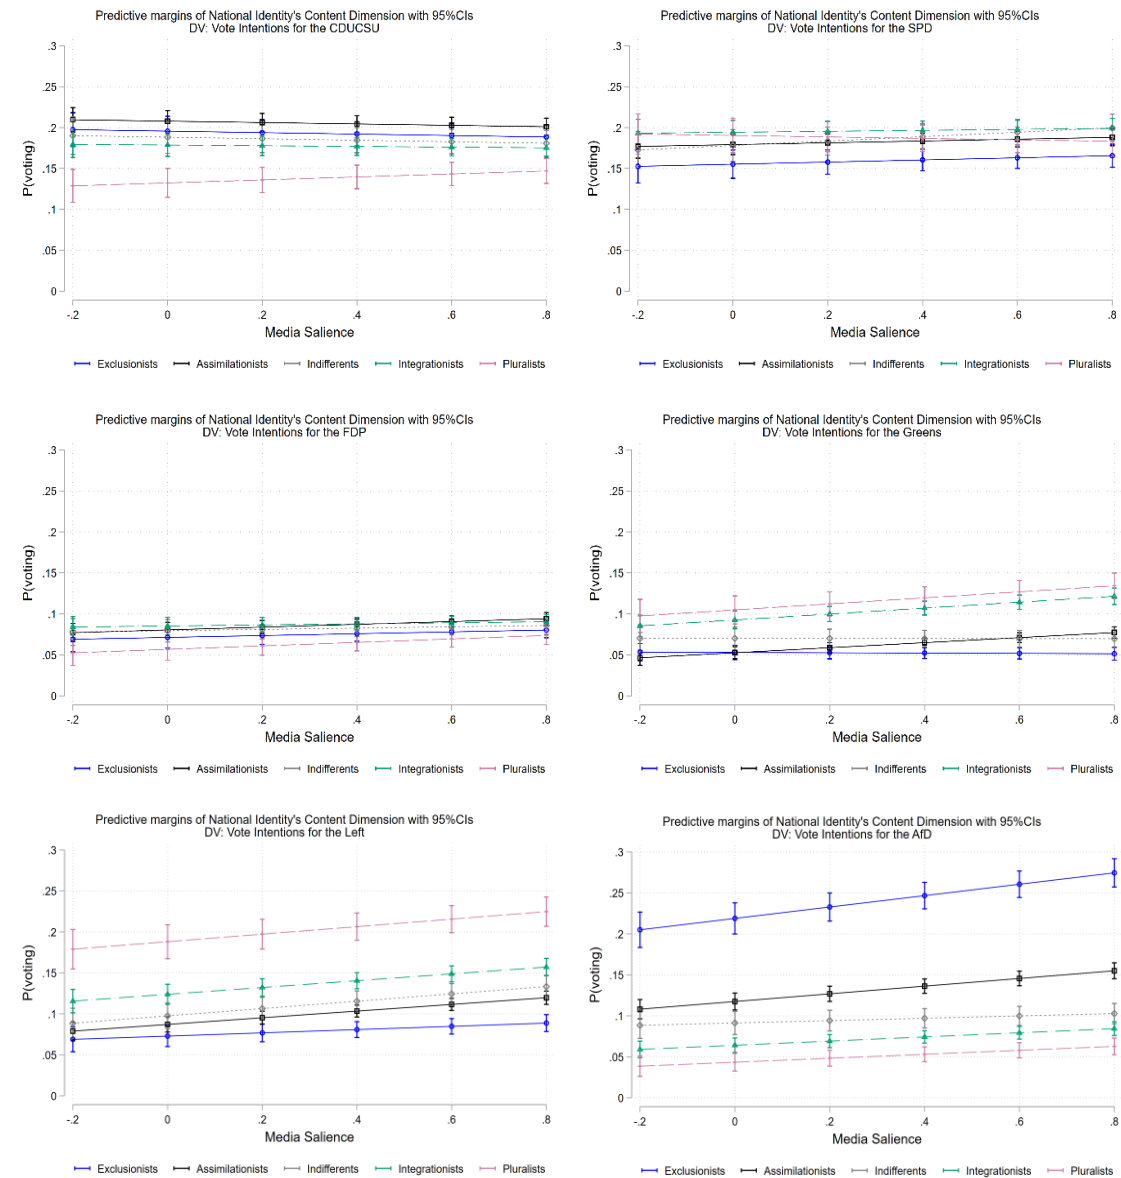 Predictive margins of National Identity's Content Dimension with 95%CIs
DV: Vote Intentions for the CDUCSU
.3
.25
.2
.15
.1
.05
0
P(voting)
-.2 0 .2 .4 .6 .8
Media Salience
Exclusionists Assimilationists Indifferents Integrationists Pluralists
Predictive margins of National Identity's Content Dimension with 95%CIs
DV: Vote Intentions for the SPD
.3
.25
.2
.15
.1
.05
0
P(voting)
-.2 0 .2 .4 .6 .8
Media Salience
Exclusionists Assimilationists Indifferents Integrationists Pluralists
Predictive margins of National Identity's Content Dimension with 95%CIs
DV: Vote Intentions for the FDP
.3
.25
.2
.15
.1
.05
0
P(voting)
-.2 0 .2 .4 .6 .8
Media Salience
Exclusionists Assimilationists Indifferents Integrationists Pluralists
Predictive margins of National Identity's Content Dimension with 95%CIs
DV: Vote Intentions for the Greens
.3
.25
.2
.15
.1
.05
0
P(voting)
-.2 0 .2 .4 .6 .8
Media Salience
Exclusionists Assimilationists Indifferents Integrationists Pluralists
Predictive margins of National Identity's Content Dimension with 95%CIs
DV: Vote Intentions for the Left
.3
.25
.2
.15
.1
.05
0
P(voting)
-.2 0 .2 .4 .6 .8
Media Salience
Exclusionists Assimilationists Indifferents Integrationists Pluralists
Predictive margins of National Identity's Content Dimension with 95%CIs
DV: Vote Intentions for the AfD
.3
.25
.2
.15
.1
.05
0
P(voting)
-.2 0 .2 .4 .6 .8
Media Salience
Exclusionists Assimilationists Indifferents Integrationists Pluralists